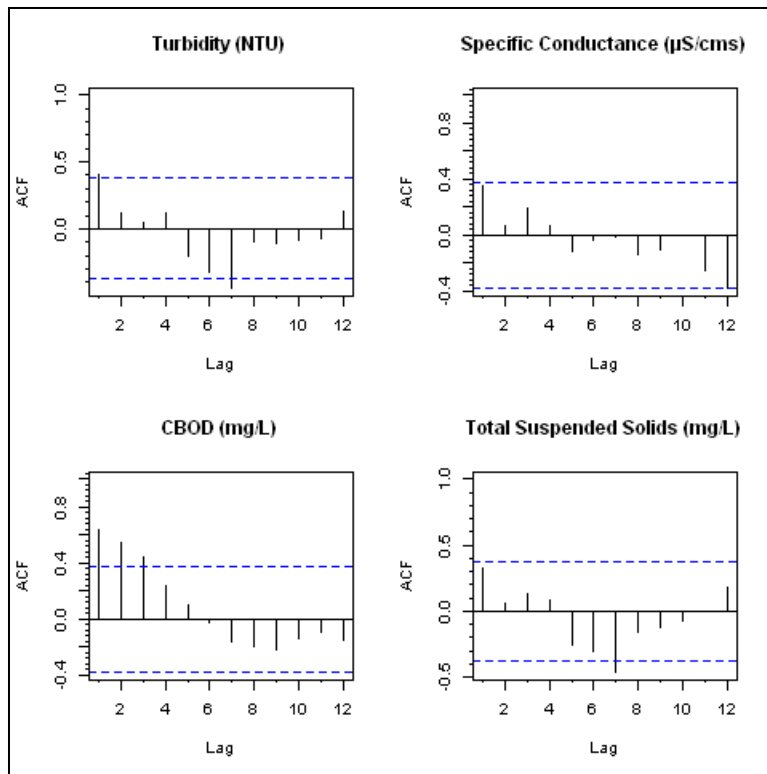 Turbidity (NTU)
ACF
1.0
0.5
0.0
2 4 6 8 10 12
Lag
Specific Conductance (µS/cms)
ACF
0.8
0.4
0.0
-0.4
2 4 6 8 10 12
Lag
CBOD (mg/L)
ACF
0.8
0.4
0.0
-0.4
2 4 6 8 10 12
Lag
Total Suspended Solids (mg/L)
ACF
1.0
0.5
0.0
-0.5
2 4 6 8 10 12
Lag